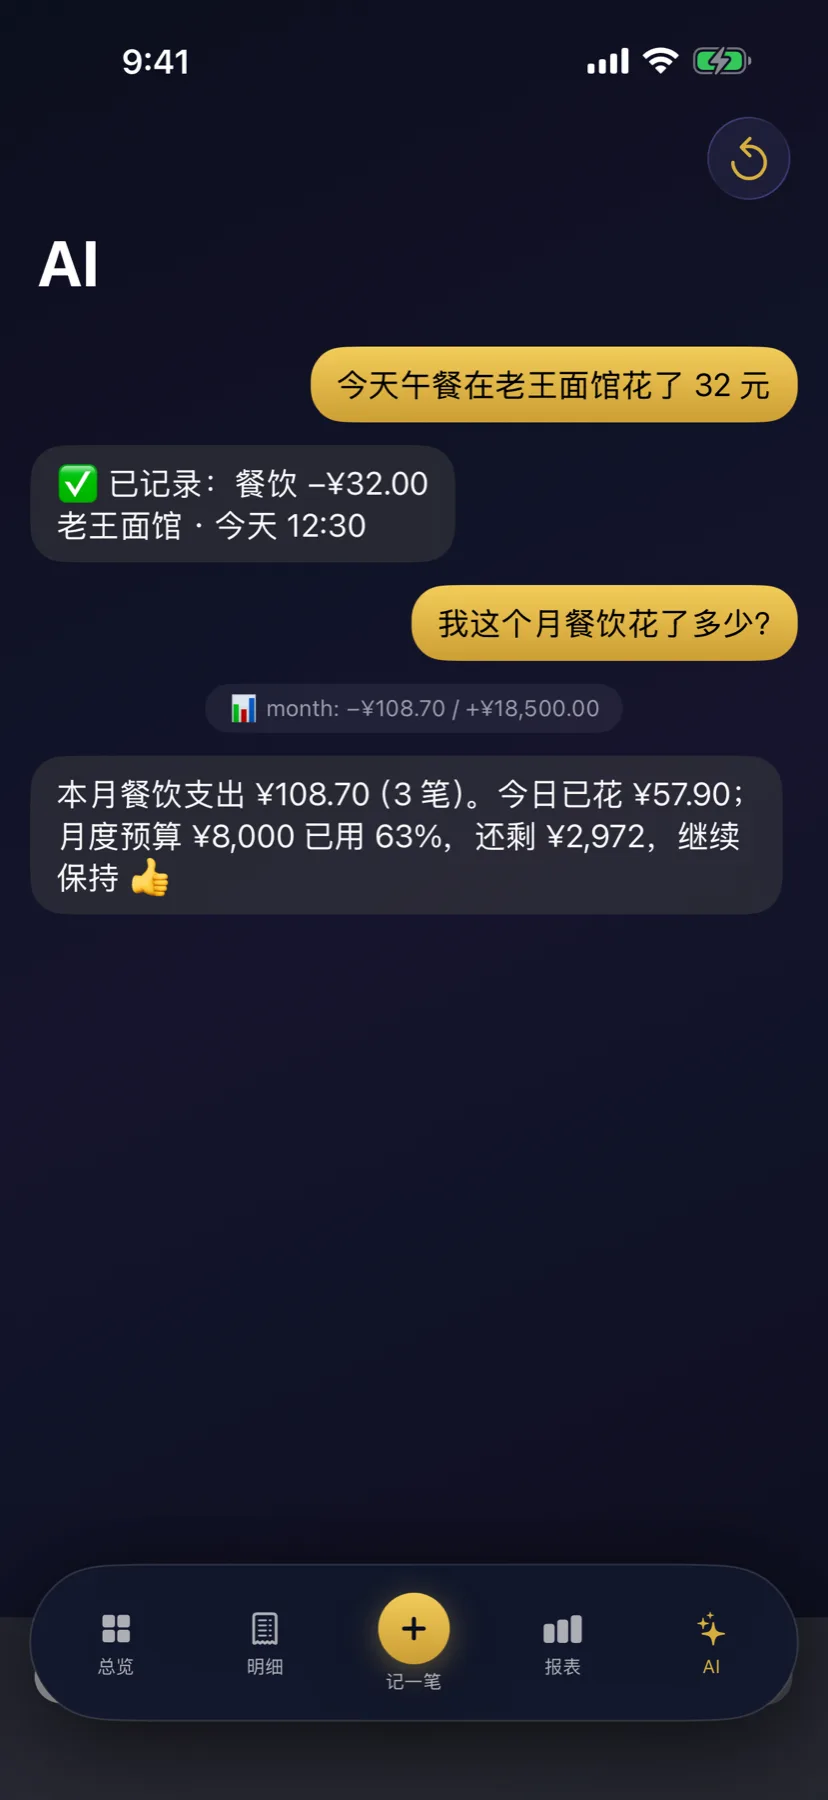 9:41
AI
今天午餐在老王面馆花了 32 元
✅ 已记录：餐饮 −¥32.00
老王面馆 · 今天 12:30
我这个月餐饮花了多少?
📊 month: −¥108.70 / +¥18,500.00
本月餐饮支出 ¥108.70 (3 笔)。今日已花 ¥57.90；
月度预算 ¥8,000 已用 63%，还剩 ¥2,972，继续
保持 👍
总览
明细
记一笔
报表
AI